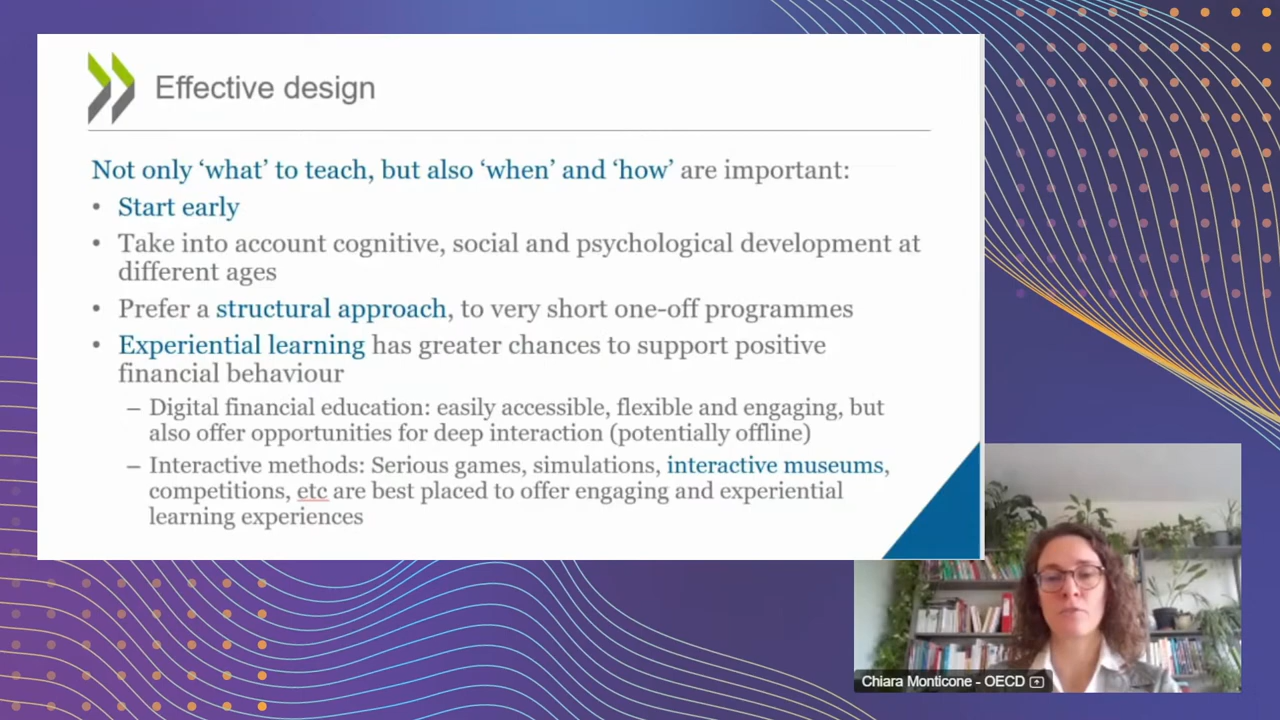 Effective design
Not only ‘what’ to teach, but also ‘when’ and ‘how’ are important:
• Start early
• Take into account cognitive, social and psychological development at
different ages
• Prefer a structural approach, to very short one-off programmes
• Experiential learning has greater chances to support positive
financial behaviour
– Digital financial education: easily accessible, flexible and engaging, but
also offer opportunities for deep interaction (potentially offline)
– Interactive methods: Serious games, simulations, interactive museums,
competitions, etc are best placed to offer engaging and experiential
learning experiences
Chiara Monticone - OECD